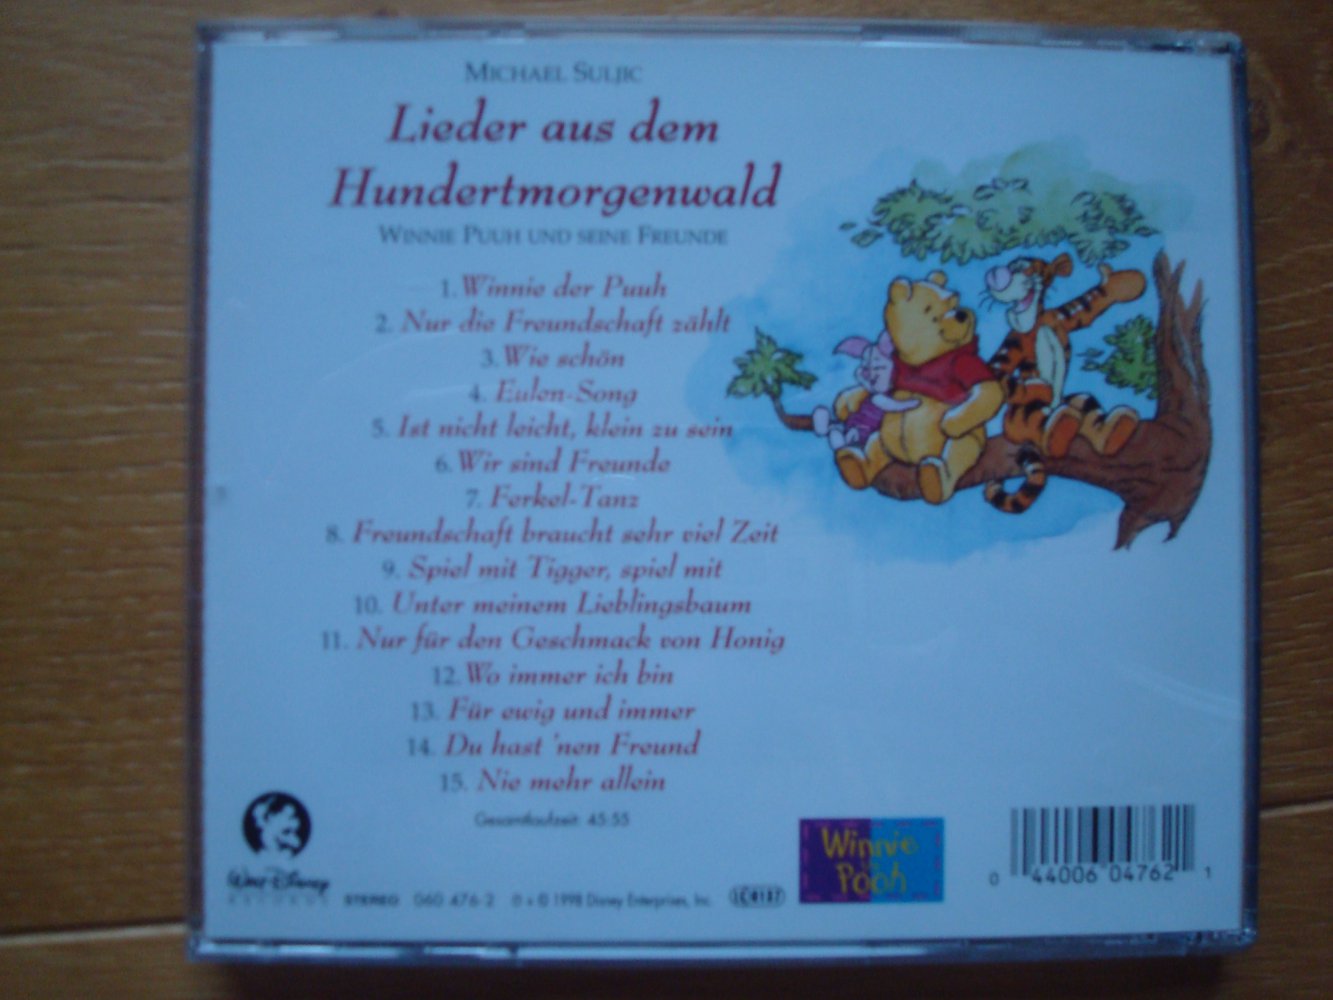 MICHAEL SULJIC
Lieder aus dem
Hundertmorgenwald
WINNIE PUUH UND SEINE FREUNDE
1. Winnie der Puuh
2. Nur die Freundschaft zählt
3. Wie schön
4. Eulen-Song
5. Ist nicht leicht, klein zu sein
6. Wir sind Freunde
7. Ferkel-Tanz
8. Freundschaft braucht sehr viel Zeit
9. Spiel mit Tigger, spiel mit
10. Unter meinem Lieblingsbaum
11. Nur für den Geschmack von Honig
12. Wo immer ich bin
13. Für ewig und immer
14. Du hast 'nen Freund
15. Nie mehr allein
Gesamtlaufzeit: 45:55
Walt Disney
RECORDS
STEREO 060 476-2 ℗ + © 1998 Disney Enterprises, Inc. LC 4187
Winnie
the
Pooh
0 44006 04762 1